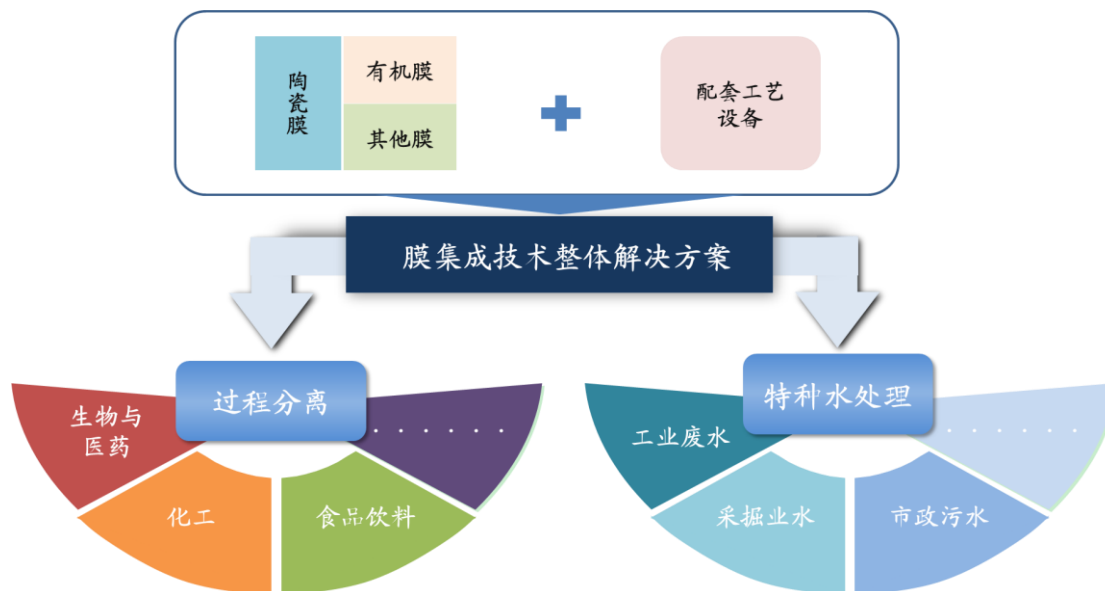 陶瓷膜
有机膜
其他膜
配套工艺
设备
膜集成技术整体解决方案
过程分离
生物与
医药
化工
食品饮料
······
特种水处理
工业废水
采掘业水
市政污水
······